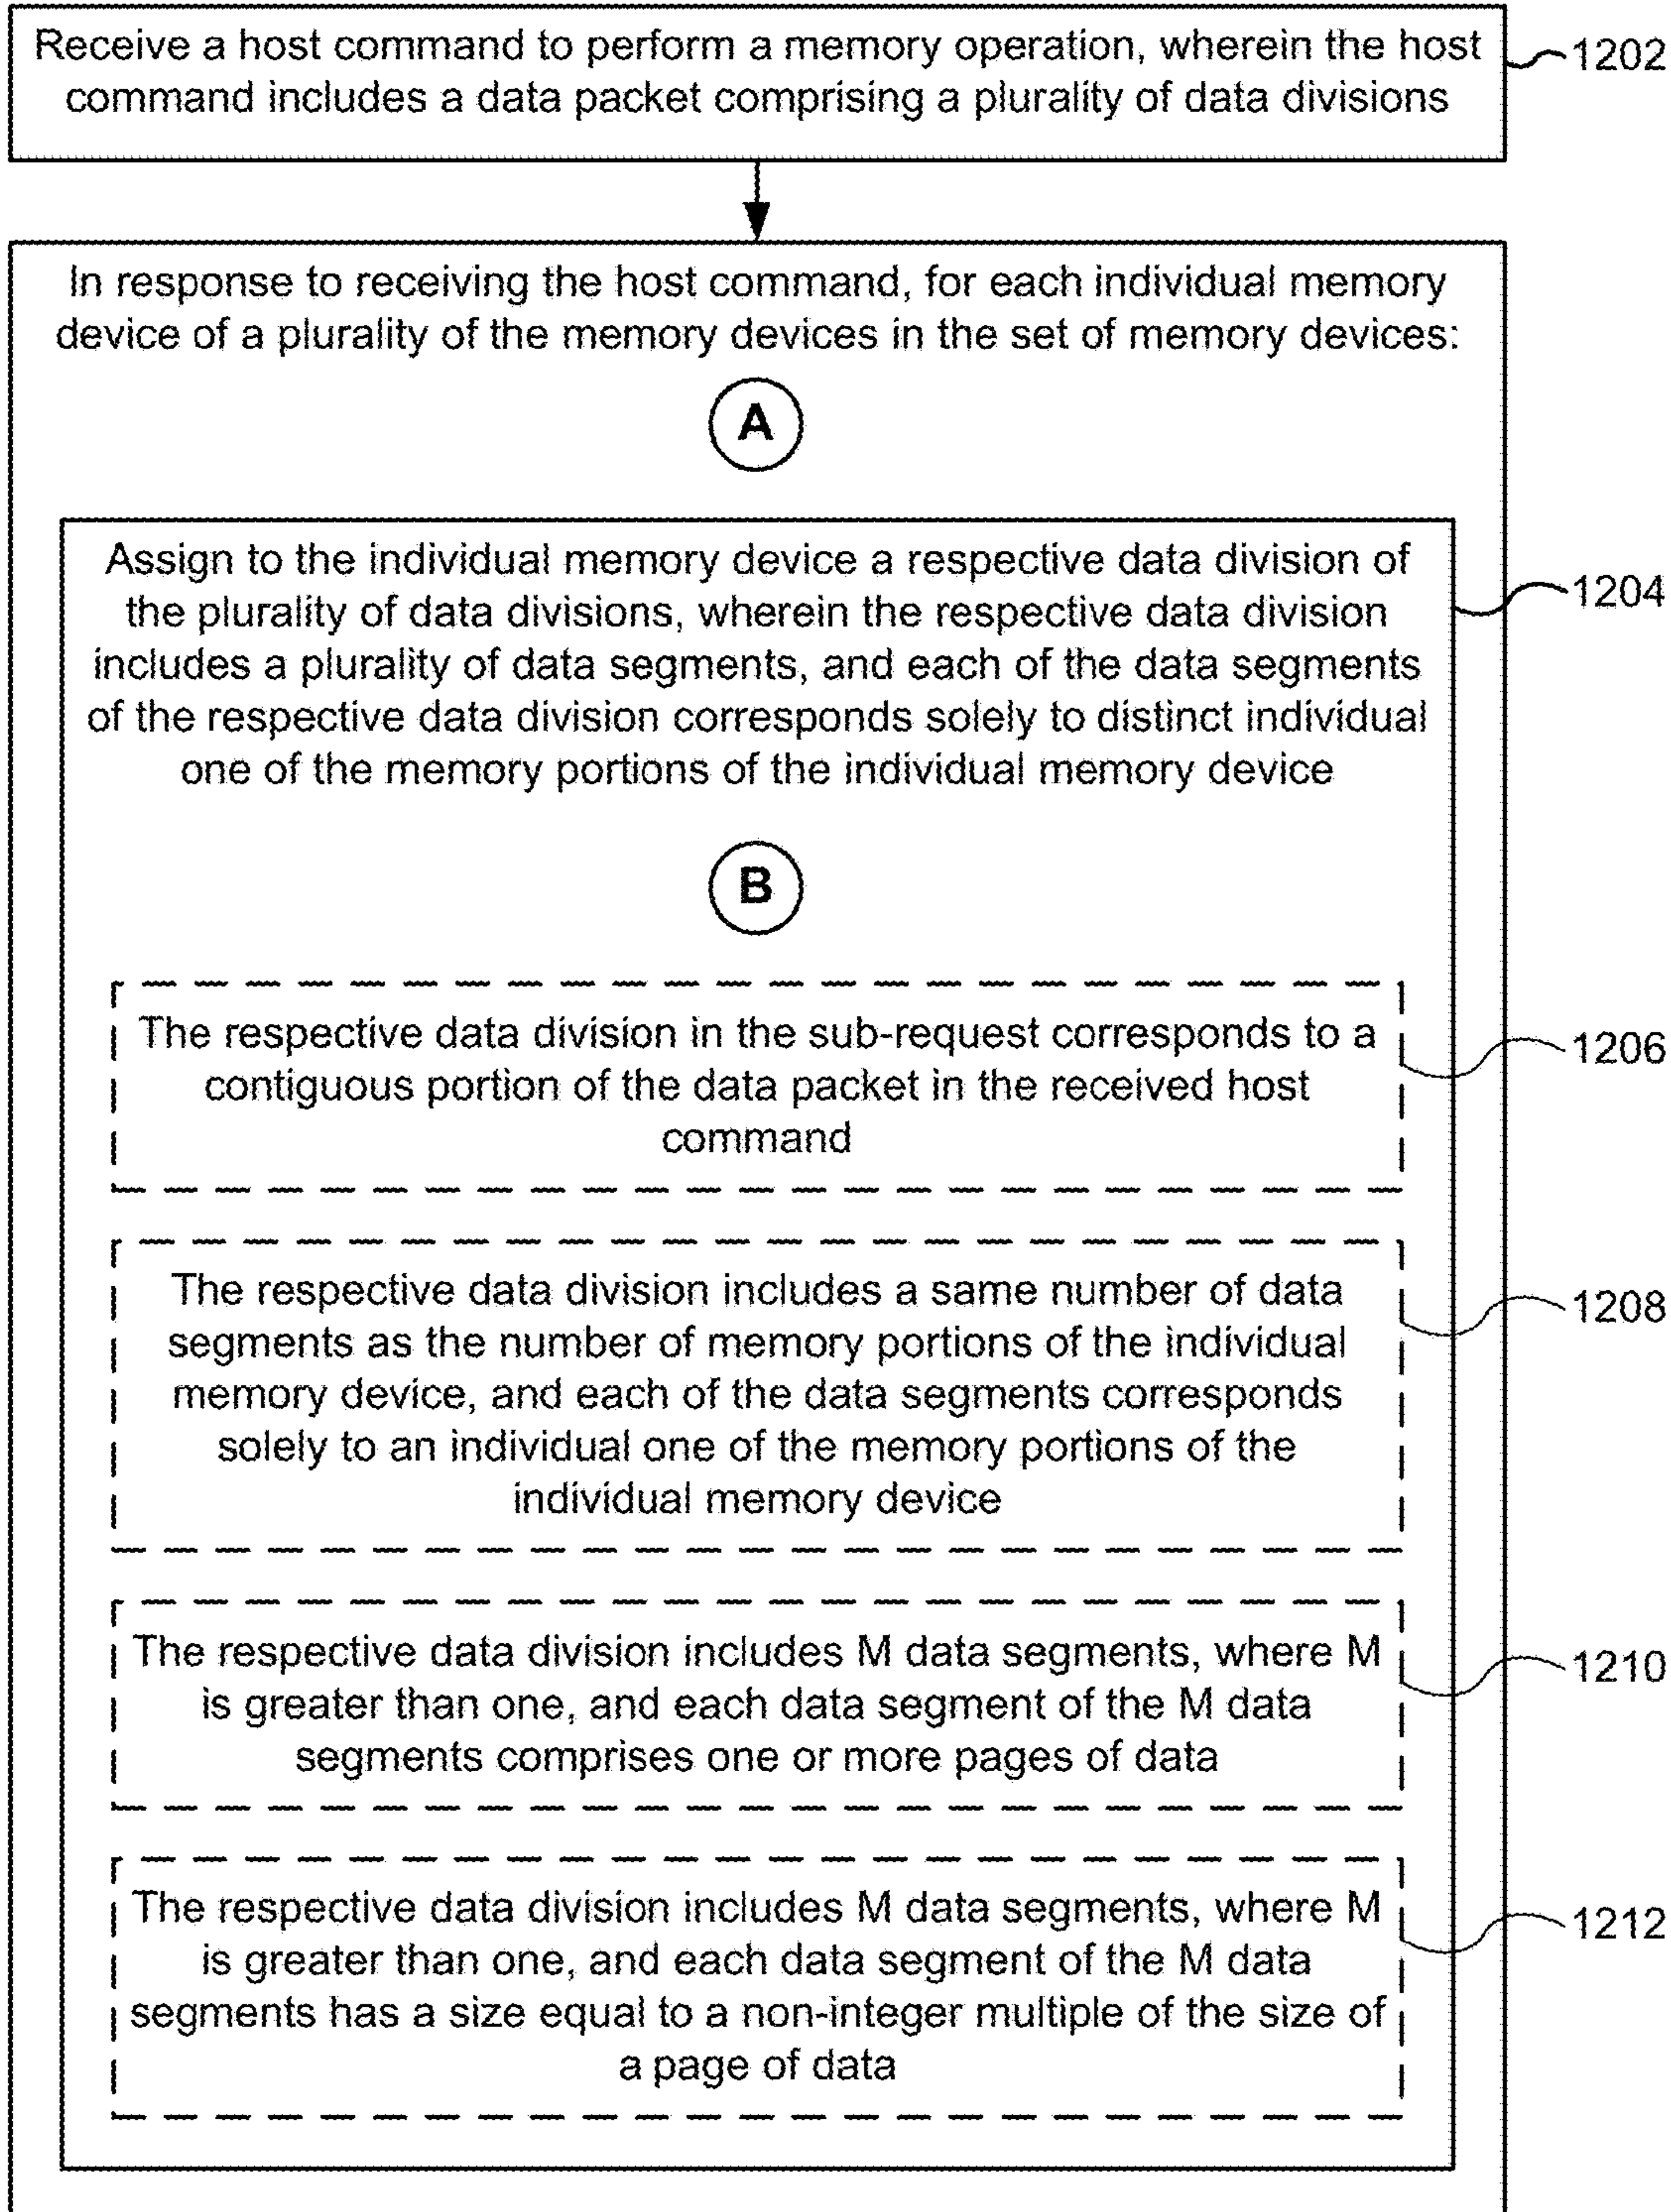 Receive a host command to perform a memory operation, wherein the host
command includes a data packet comprising a plurality of data divisions
1202
In response to receiving the host command, for each individual memory
device of a plurality of the memory devices in the set of memory devices:
A
Assign to the individual memory device a respective data division of
the plurality of data divisions, wherein the respective data division
includes a plurality of data segments, and each of the data segments
of the respective data division corresponds solely to distinct individual
one of the memory portions of the individual memory device
1204
B
The respective data division in the sub-request corresponds to a
contiguous portion of the data packet in the received host
command
1206
The respective data division includes a same number of data
segments as the number of memory portions of the individual
memory device, and each of the data segments corresponds
solely to an individual one of the memory portions of the
individual memory device
1208
The respective data division includes M data segments, where M
is greater than one, and each data segment of the M data
segments comprises one or more pages of data
1210
The respective data division includes M data segments, where M
is greater than one, and each data segment of the M data
segments has a size equal to a non-integer multiple of the size of
a page of data
1212